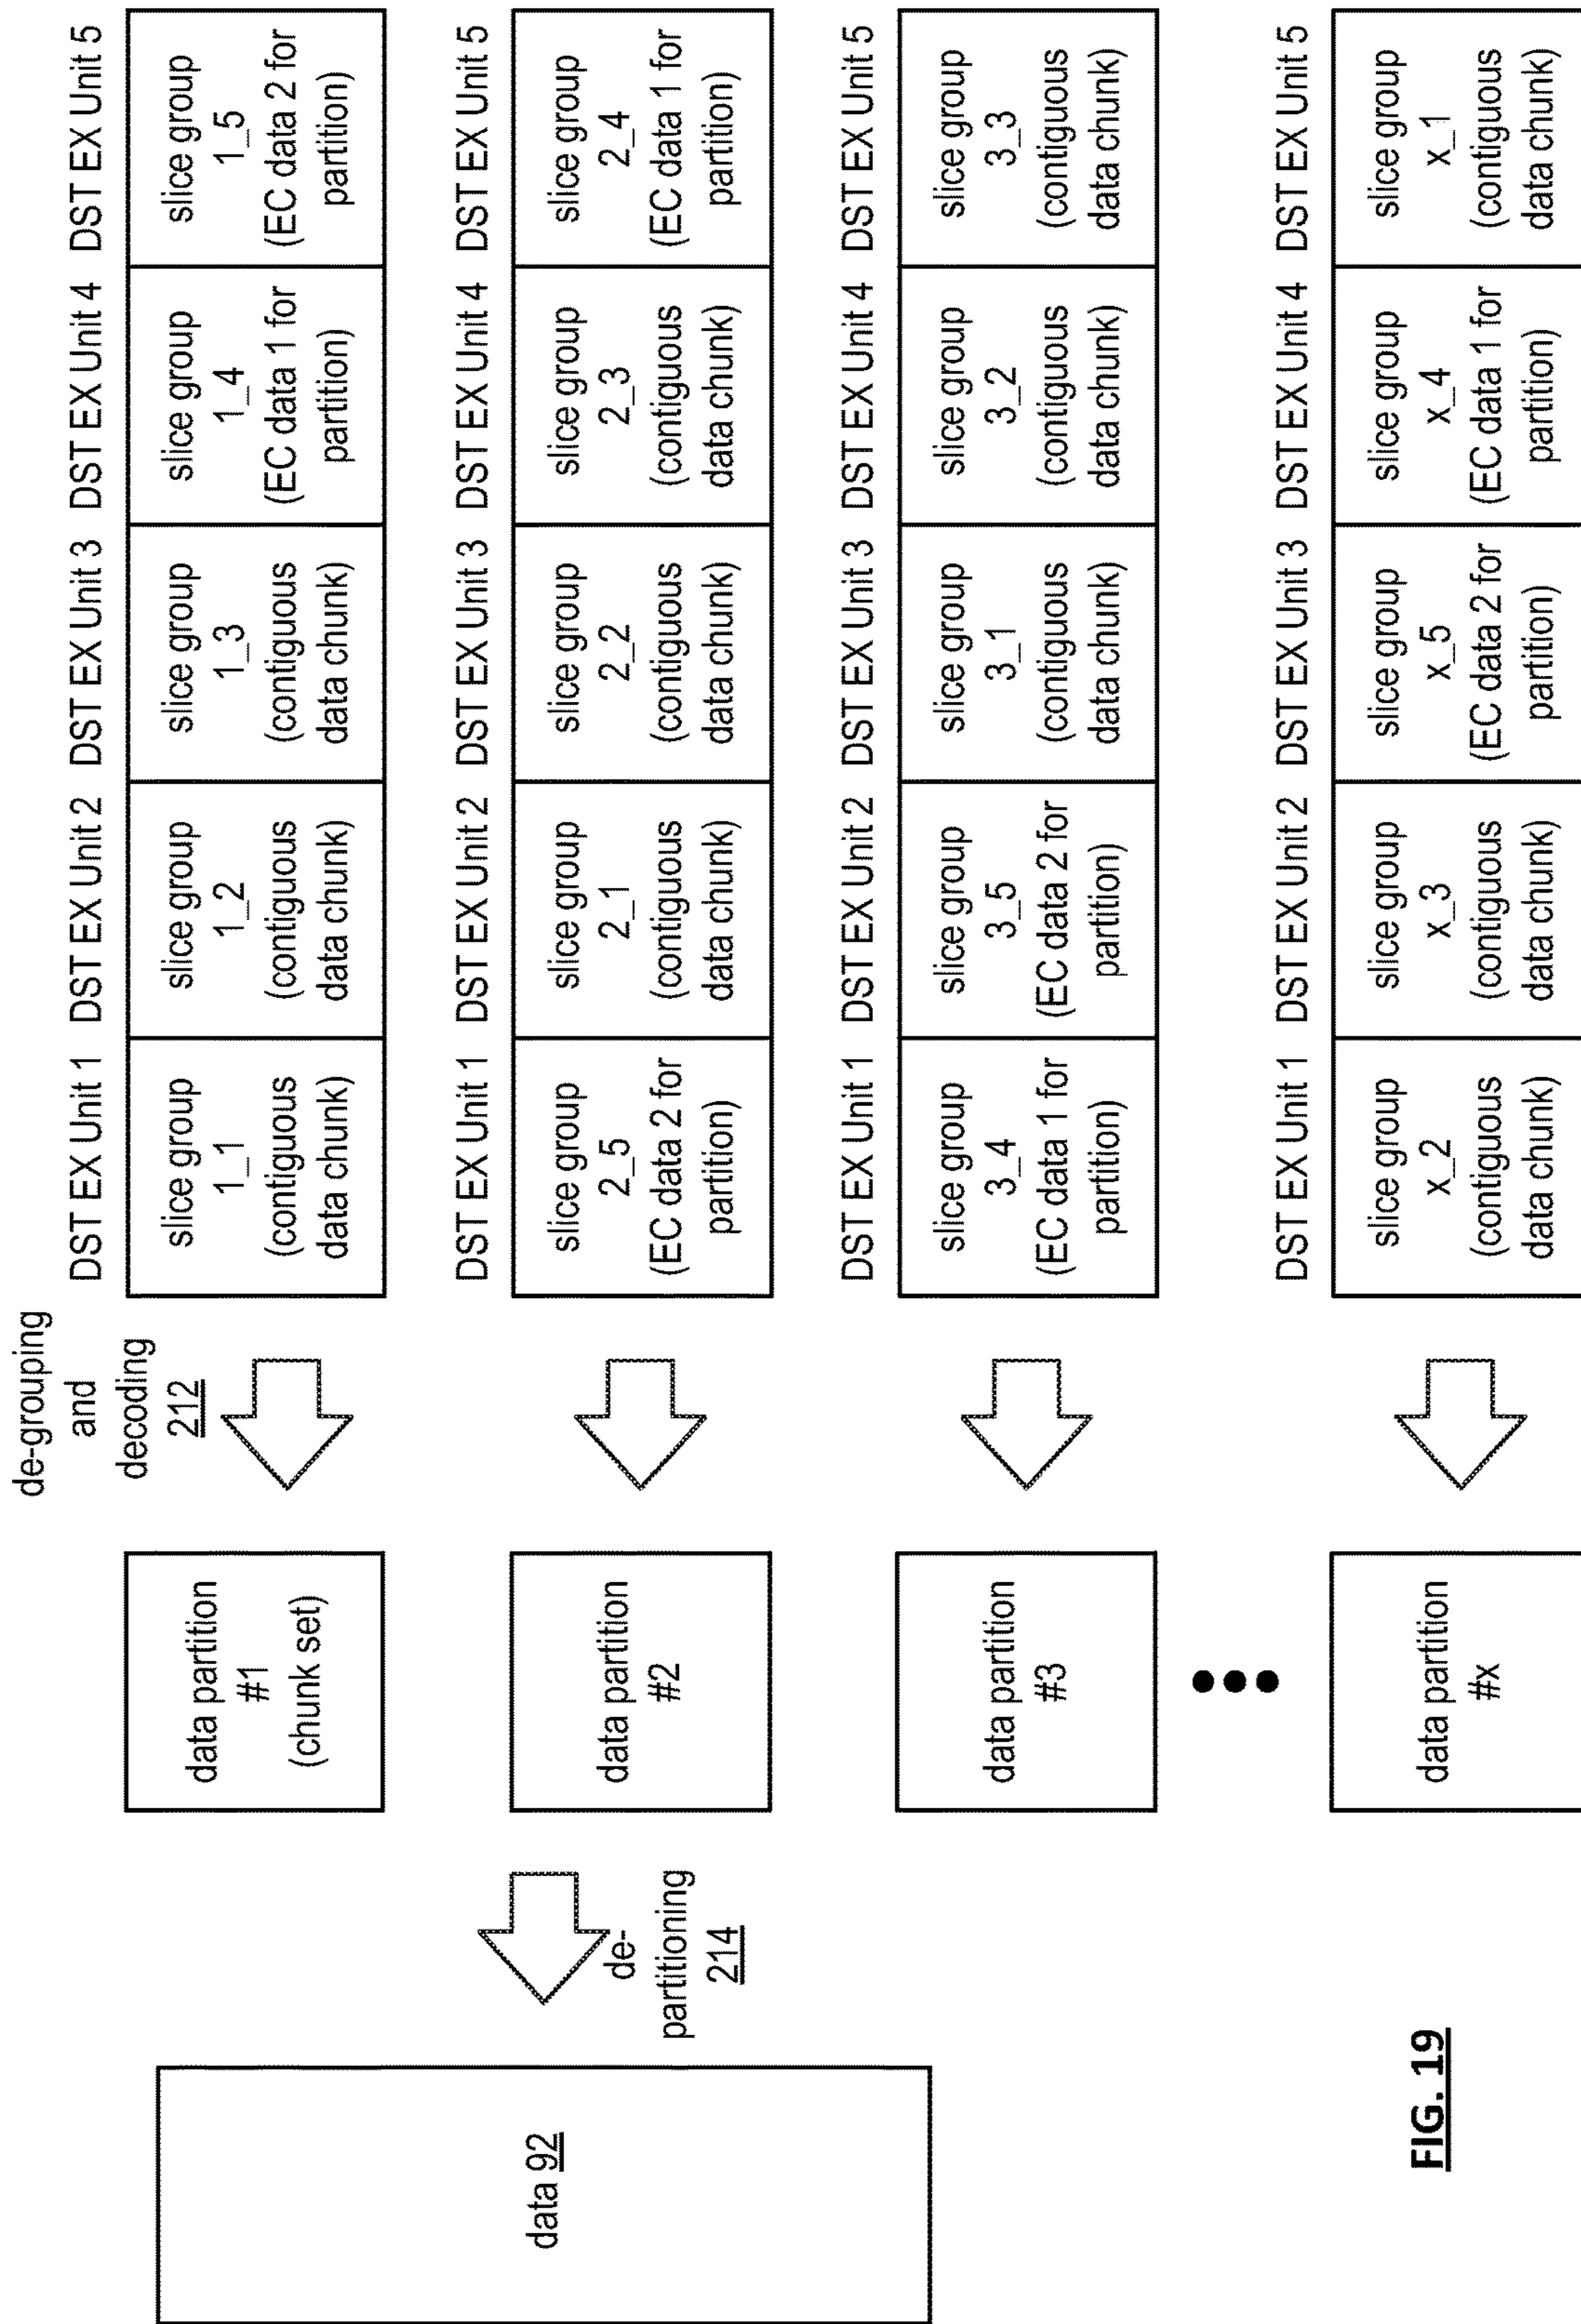 de-grouping
and
decoding
212
DST EX Unit 1
DST EX Unit 2
DST EX Unit 3
DST EX Unit 4
DST EX Unit 5
data partition
#1
(chunk set)
slice group
1_1
(contiguous
data chunk)
slice group
1_2
(contiguous
data chunk)
slice group
1_3
(contiguous
data chunk)
slice group
1_4
(EC data 1 for
partition)
slice group
1_5
(EC data 2 for
partition)
data 92
de-
partitioning
214
DST EX Unit 1
DST EX Unit 2
DST EX Unit 3
DST EX Unit 4
DST EX Unit 5
data partition
#2
slice group
2_5
(EC data 2 for
partition)
slice group
2_1
(contiguous
data chunk)
slice group
2_2
(contiguous
data chunk)
slice group
2_3
(contiguous
data chunk)
slice group
2_4
(EC data 1 for
partition)
DST EX Unit 1
DST EX Unit 2
DST EX Unit 3
DST EX Unit 4
DST EX Unit 5
data partition
#3
slice group
3_4
(EC data 1 for
partition)
slice group
3_5
(EC data 2 for
partition)
slice group
3_1
(contiguous
data chunk)
slice group
3_2
(contiguous
data chunk)
slice group
3_3
(contiguous
data chunk)
DST EX Unit 1
DST EX Unit 2
DST EX Unit 3
DST EX Unit 4
DST EX Unit 5
data partition
#x
slice group
x_2
(contiguous
data chunk)
slice group
x_3
(contiguous
data chunk)
slice group
x_5
(EC data 2 for
partition)
slice group
x_4
(EC data 1 for
partition)
slice group
x_1
(contiguous
data chunk)
FIG. 19